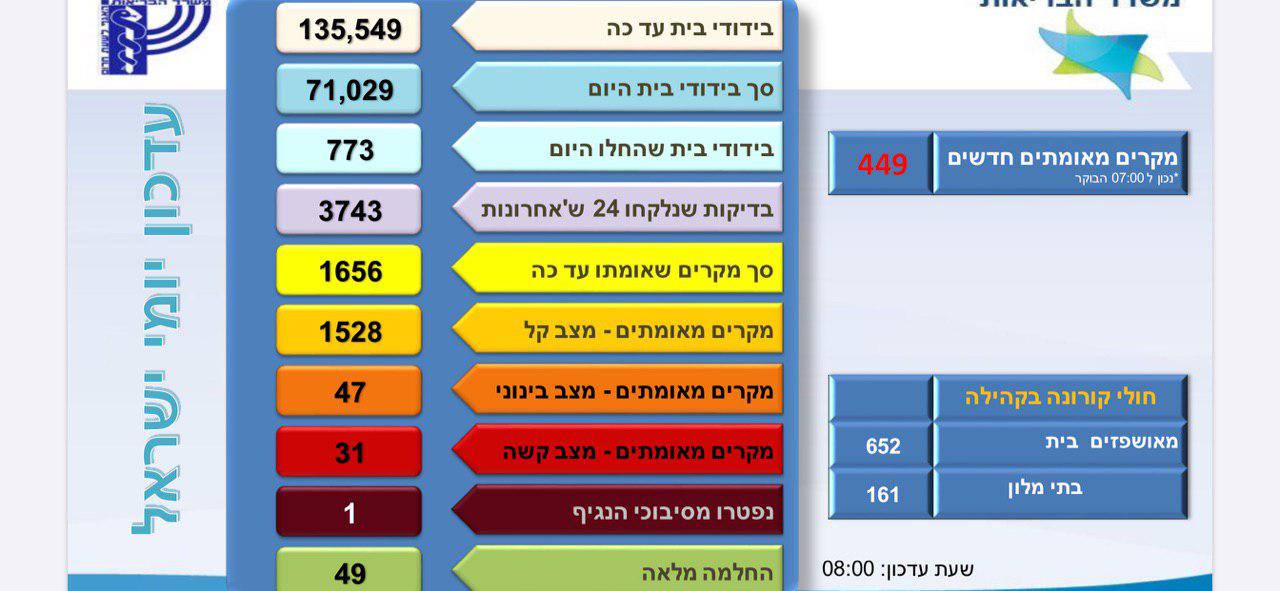 משרד הבריאות
מקרים מאומתים חדשים 449
*נכון ל 07:00 הבוקר
חולי קורונה בקהילה
מאושפזים בית 652
בתי מלון 161
שעת עדכון: 08:00
בידודי בית עד כה 135,549
סך בידודי בית היום 71,029
בידודי בית שהחלו היום 773
בדיקות שנלקחו 24 ש'אחרונות 3743
סך מקרים שאומתו עד כה 1656
מקרים מאומתים - מצב קל 1528
מקרים מאומתים - מצב בינוני 47
מקרים מאומתים - מצב קשה 31
נפטרו מסיבוכי הנגיף 1
החלמה מלאה 49
עדכון יומי ישראל
משרד הבריאות